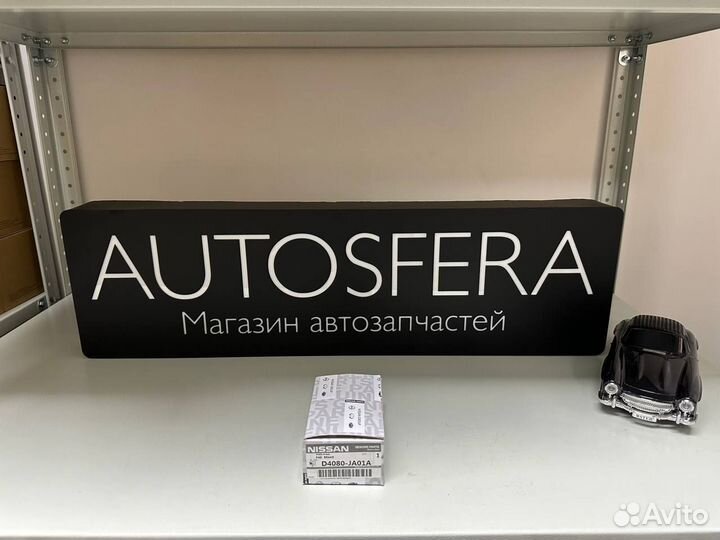 AUTOSFERA
Магазин автозапчастей
NISSAN
D4080-JA01A
Avito